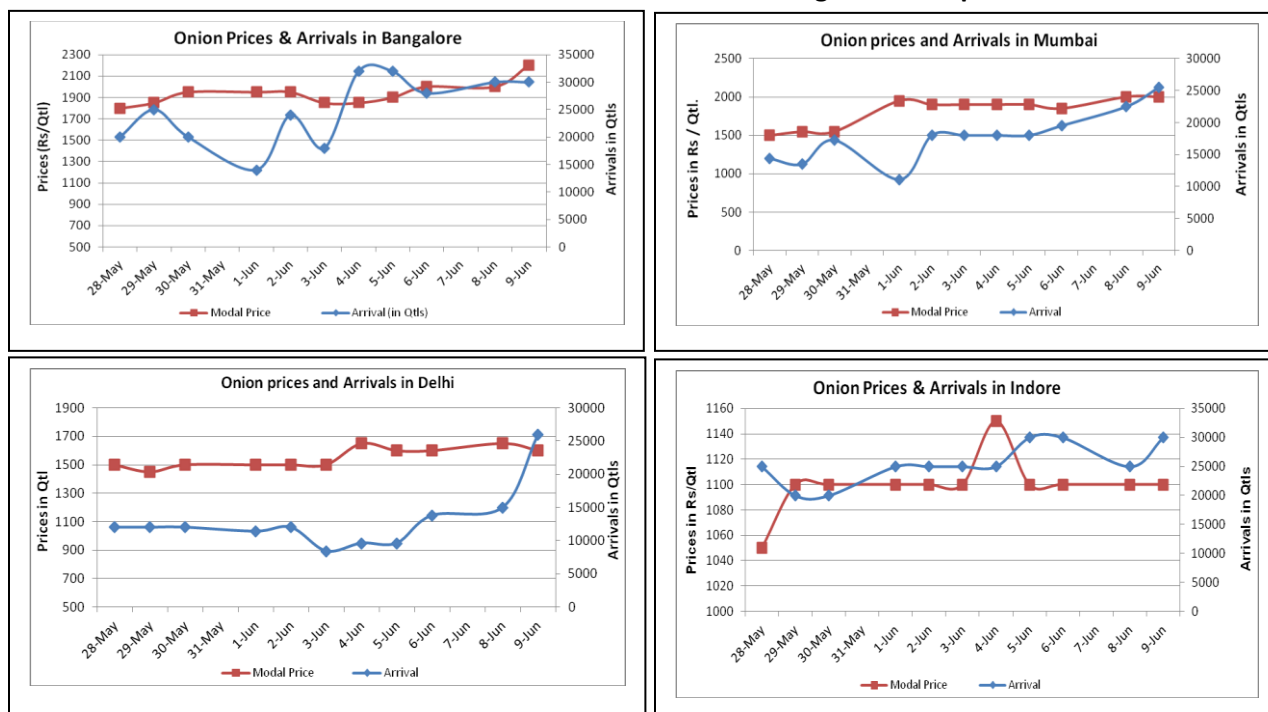 Onion Prices & Arrivals in Bangalore
Prices (Rs/Qtl)
2300
2100
1900
1700
1500
1300
1100
900
700
500
35000
30000
25000
20000
15000
10000
5000
0
Arrivals in Qtls
28-May
29-May
30-May
31-May
1-Jun
2-Jun
3-Jun
4-Jun
5-Jun
6-Jun
7-Jun
8-Jun
9-Jun
Modal Price
Arrival (in Qtls)
Onion prices and Arrivals in Mumbai
Prices in Rs / Qtl.
2500
2000
1500
1000
500
0
30000
25000
20000
15000
10000
5000
0
Arrivals in Qtls
28-May
29-May
30-May
31-May
1-Jun
2-Jun
3-Jun
4-Jun
5-Jun
6-Jun
7-Jun
8-Jun
9-Jun
Modal Price
Arrival
Onion prices and Arrivals in Delhi
Prices in Qtl
1900
1700
1500
1300
1100
900
700
500
30000
25000
20000
15000
10000
5000
0
Arrivals in Qtls
28-May
29-May
30-May
31-May
1-Jun
2-Jun
3-Jun
4-Jun
5-Jun
6-Jun
7-Jun
8-Jun
9-Jun
Modal Price
Arrival
Onion Prices & Arrivals in Indore
Prices in Rs/Qtl
1160
1140
1120
1100
1080
1060
1040
1020
1000
35000
30000
25000
20000
15000
10000
5000
0
Arrivals in Qtls
28-May
29-May
30-May
31-May
1-Jun
2-Jun
3-Jun
4-Jun
5-Jun
6-Jun
7-Jun
8-Jun
9-Jun
Modal Price
Arrival